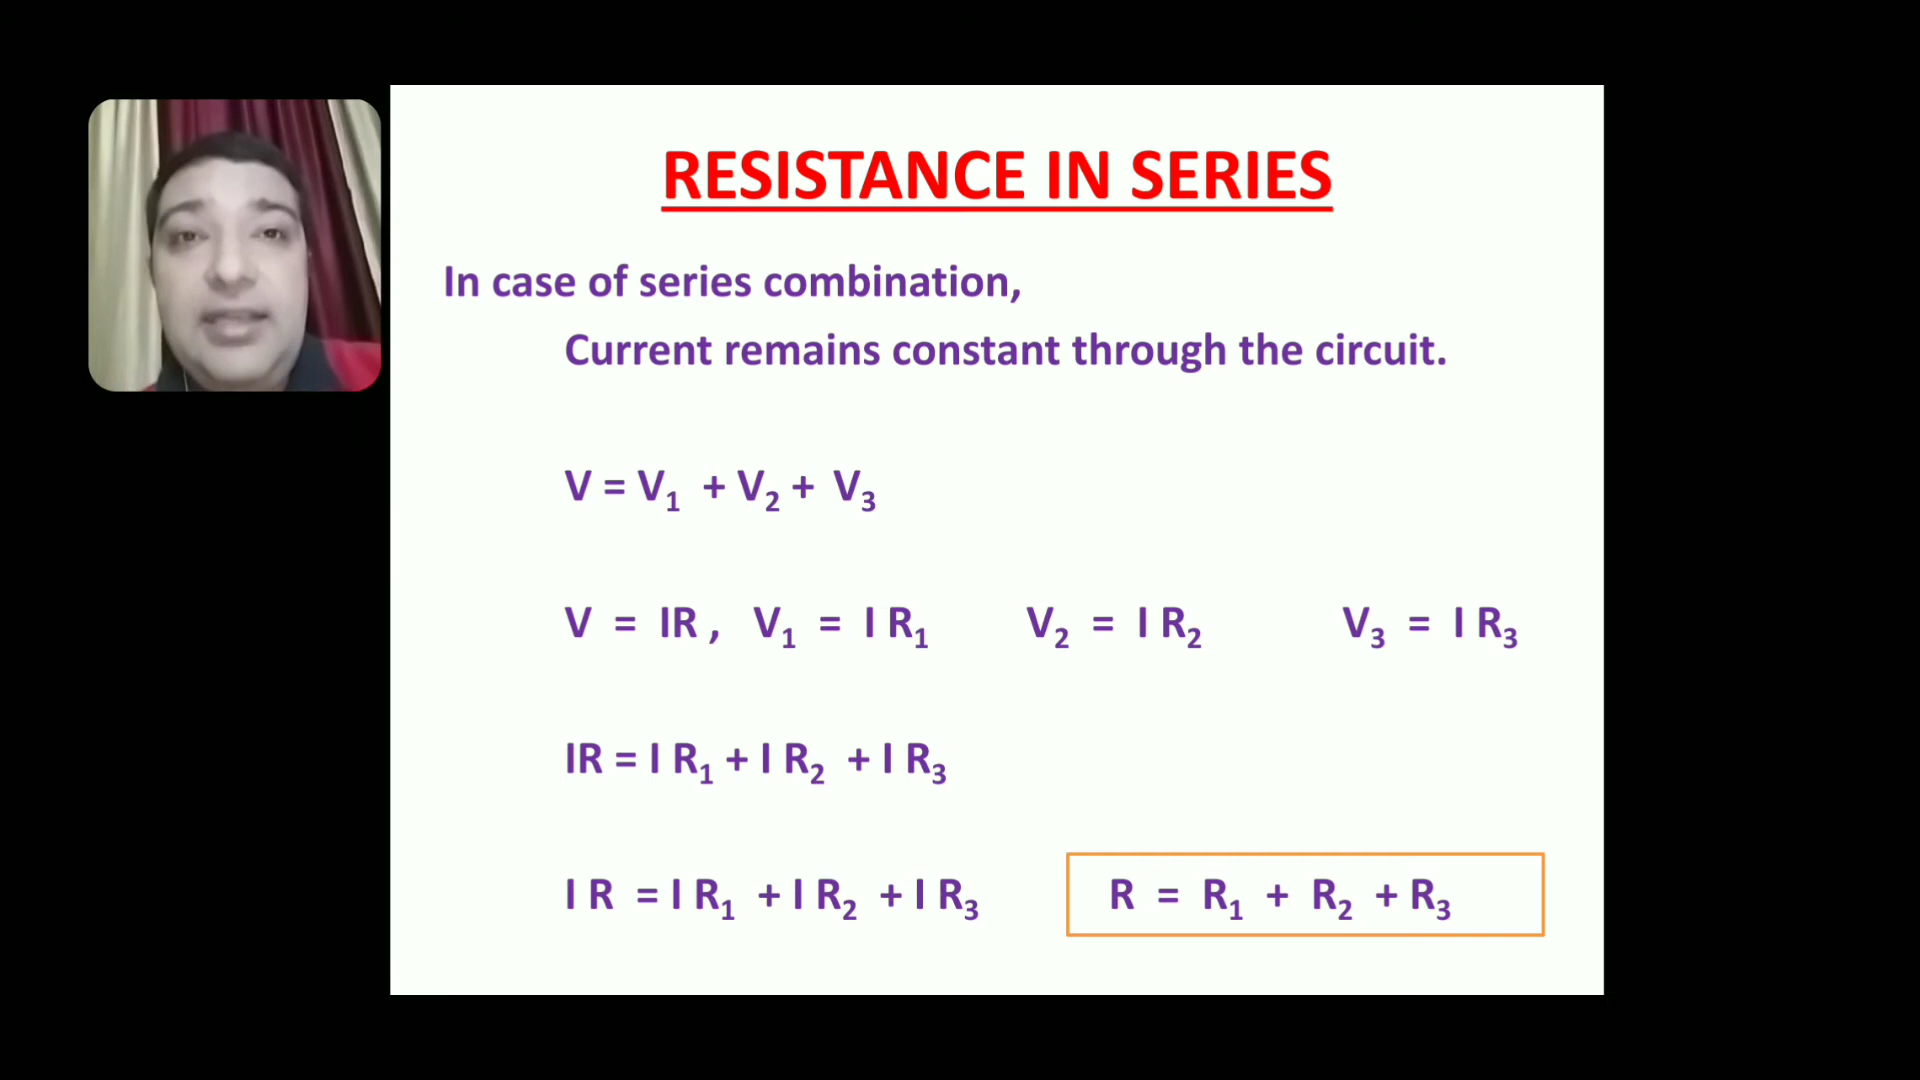 RESISTANCE IN SERIES
In case of series combination,
Current remains constant through the circuit.
V = V₁ + V₂ + V₃
V = IR , V₁ = I R₁ V₂ = I R₂ V₃ = I R₃
IR = I R₁ + I R₂ + I R₃
I R = I R₁ + I R₂ + I R₃ R = R₁ + R₂ + R₃